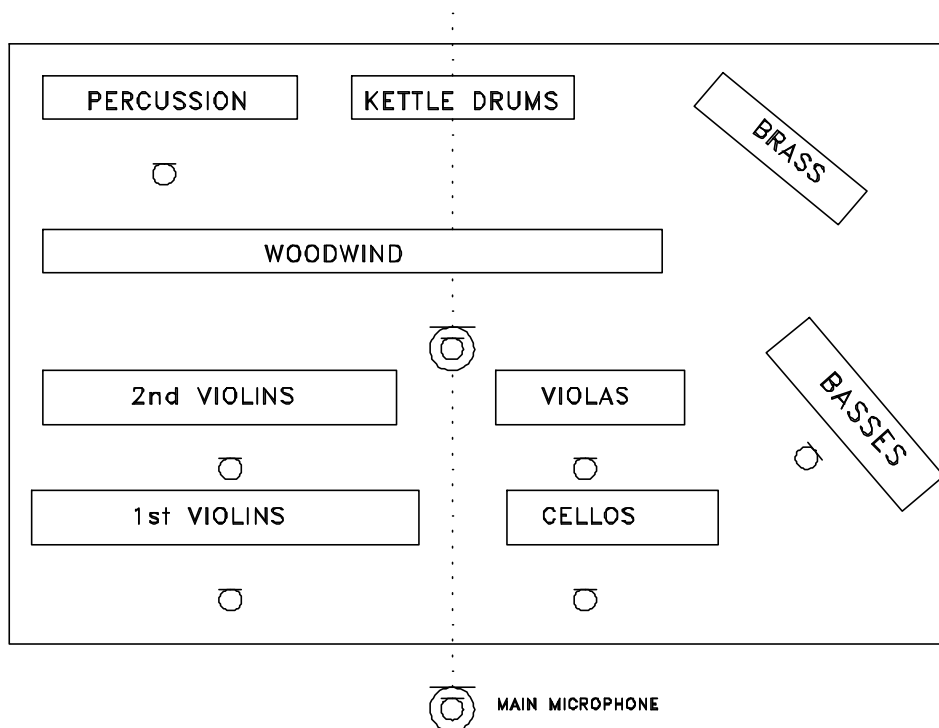 PERCUSSION
KETTLE DRUMS
BRASS
WOODWIND
2nd VIOLINS
VIOLAS
BASSES
1st VIOLINS
CELLOS
MAIN MICROPHONE